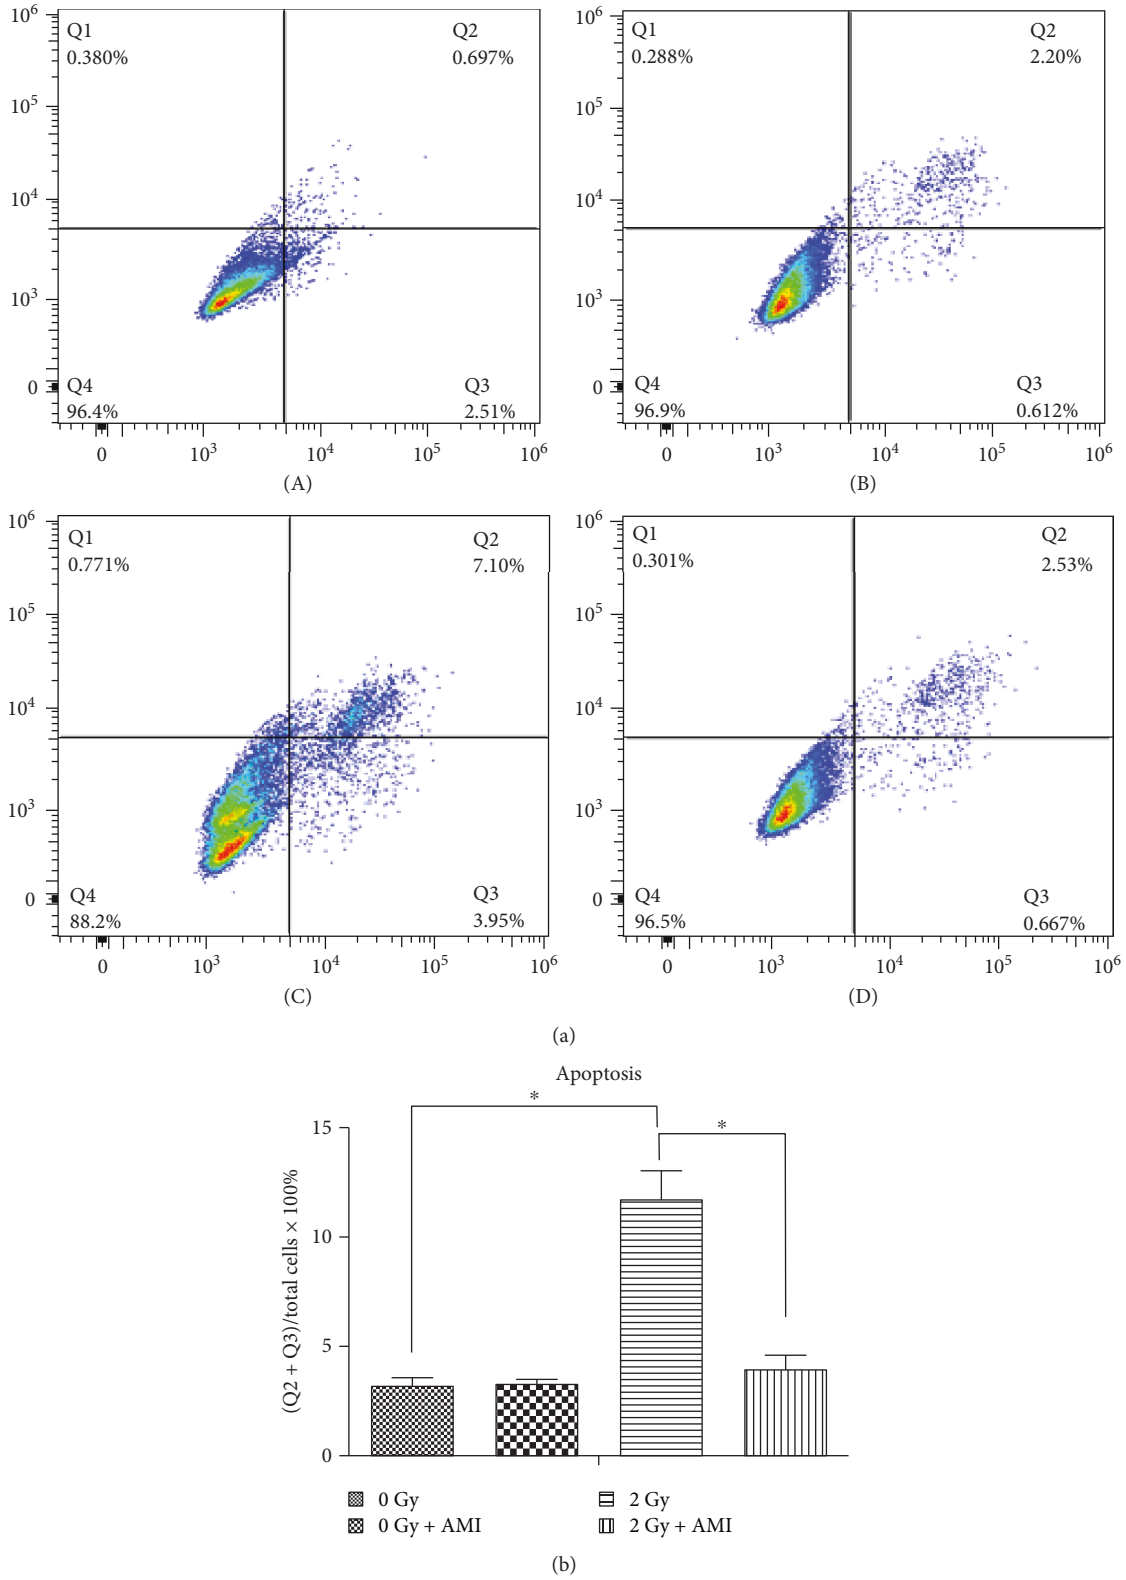 10⁶
Q1
0.380%
Q2
0.697%
10⁵
10⁴
10³
0
Q4
96.4%
Q3
2.51%
0 10³ 10⁴ 10⁵ 10⁶
(A)
10⁶
Q1
0.288%
Q2
2.20%
10⁵
10⁴
10³
0
Q4
96.9%
Q3
0.612%
0 10³ 10⁴ 10⁵ 10⁶
(B)
10⁶
Q1
0.771%
Q2
7.10%
10⁵
10⁴
10³
0
Q4
88.2%
Q3
3.95%
0 10³ 10⁴ 10⁵ 10⁶
(C)
10⁶
Q1
0.301%
Q2
2.53%
10⁵
10⁴
10³
0
Q4
96.5%
Q3
0.667%
0 10³ 10⁴ 10⁵ 10⁶
(D)
(a)
Apoptosis
*
*
(Q2 + Q3)/total cells × 100%
15
10
5
0
0 Gy
0 Gy + AMI
2 Gy
2 Gy + AMI
(b)